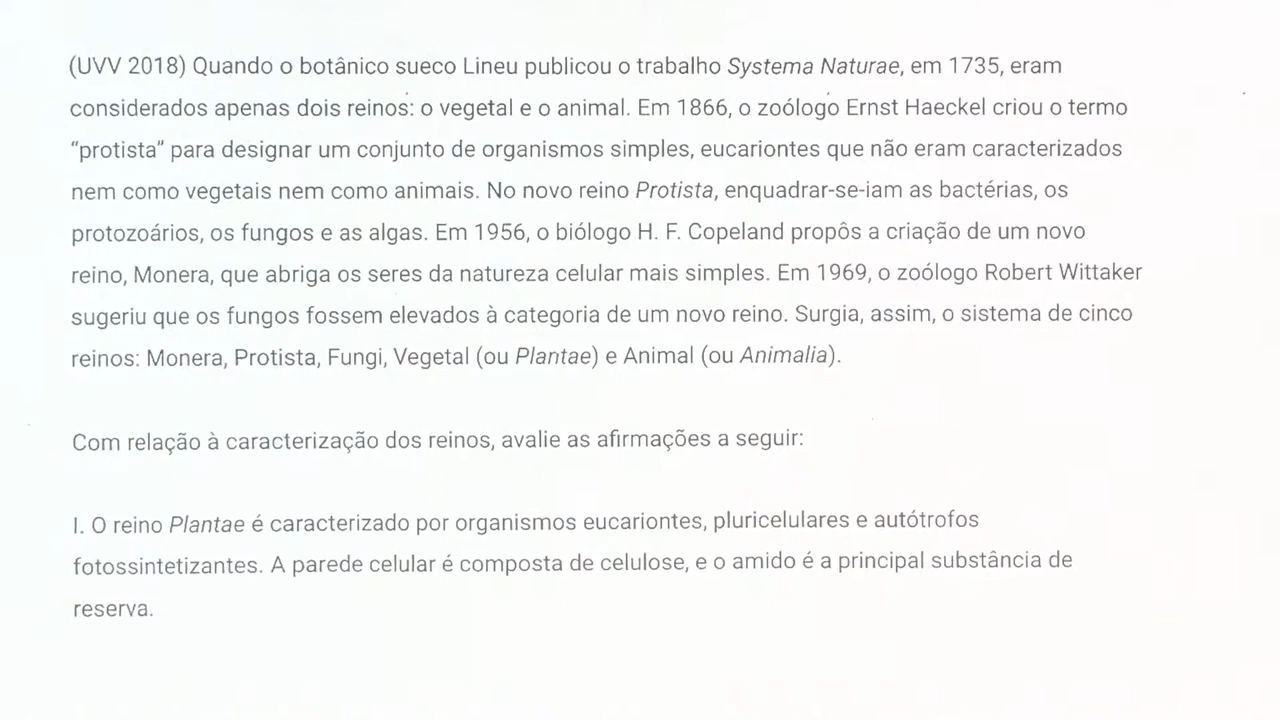 (UVV 2018) Quando o botânico sueco Lineu publicou o trabalho Systema Naturae, em 1735, eram
considerados apenas dois reinos: o vegetal e o animal. Em 1866, o zoólogo Ernst Haeckel criou o termo
“protista” para designar um conjunto de organismos simples, eucariontes que não eram caracterizados
nem como vegetais nem como animais. No novo reino Protista, enquadrar-se-iam as bactérias, os
protozoários, os fungos e as algas. Em 1956, o biólogo H. F. Copeland propôs a criação de um novo
reino, Monera, que abriga os seres da natureza celular mais simples. Em 1969, o zoólogo Robert Wittaker
sugeriu que os fungos fossem elevados à categoria de um novo reino. Surgia, assim, o sistema de cinco
reinos: Monera, Protista, Fungi, Vegetal (ou Plantae) e Animal (ou Animalia).
Com relação à caracterização dos reinos, avalie as afirmações a seguir:
I. O reino Plantae é caracterizado por organismos eucariontes, pluricelulares e autótrofos
fotossintetizantes. A parede celular é composta de celulose, e o amido é a principal substância de
reserva.